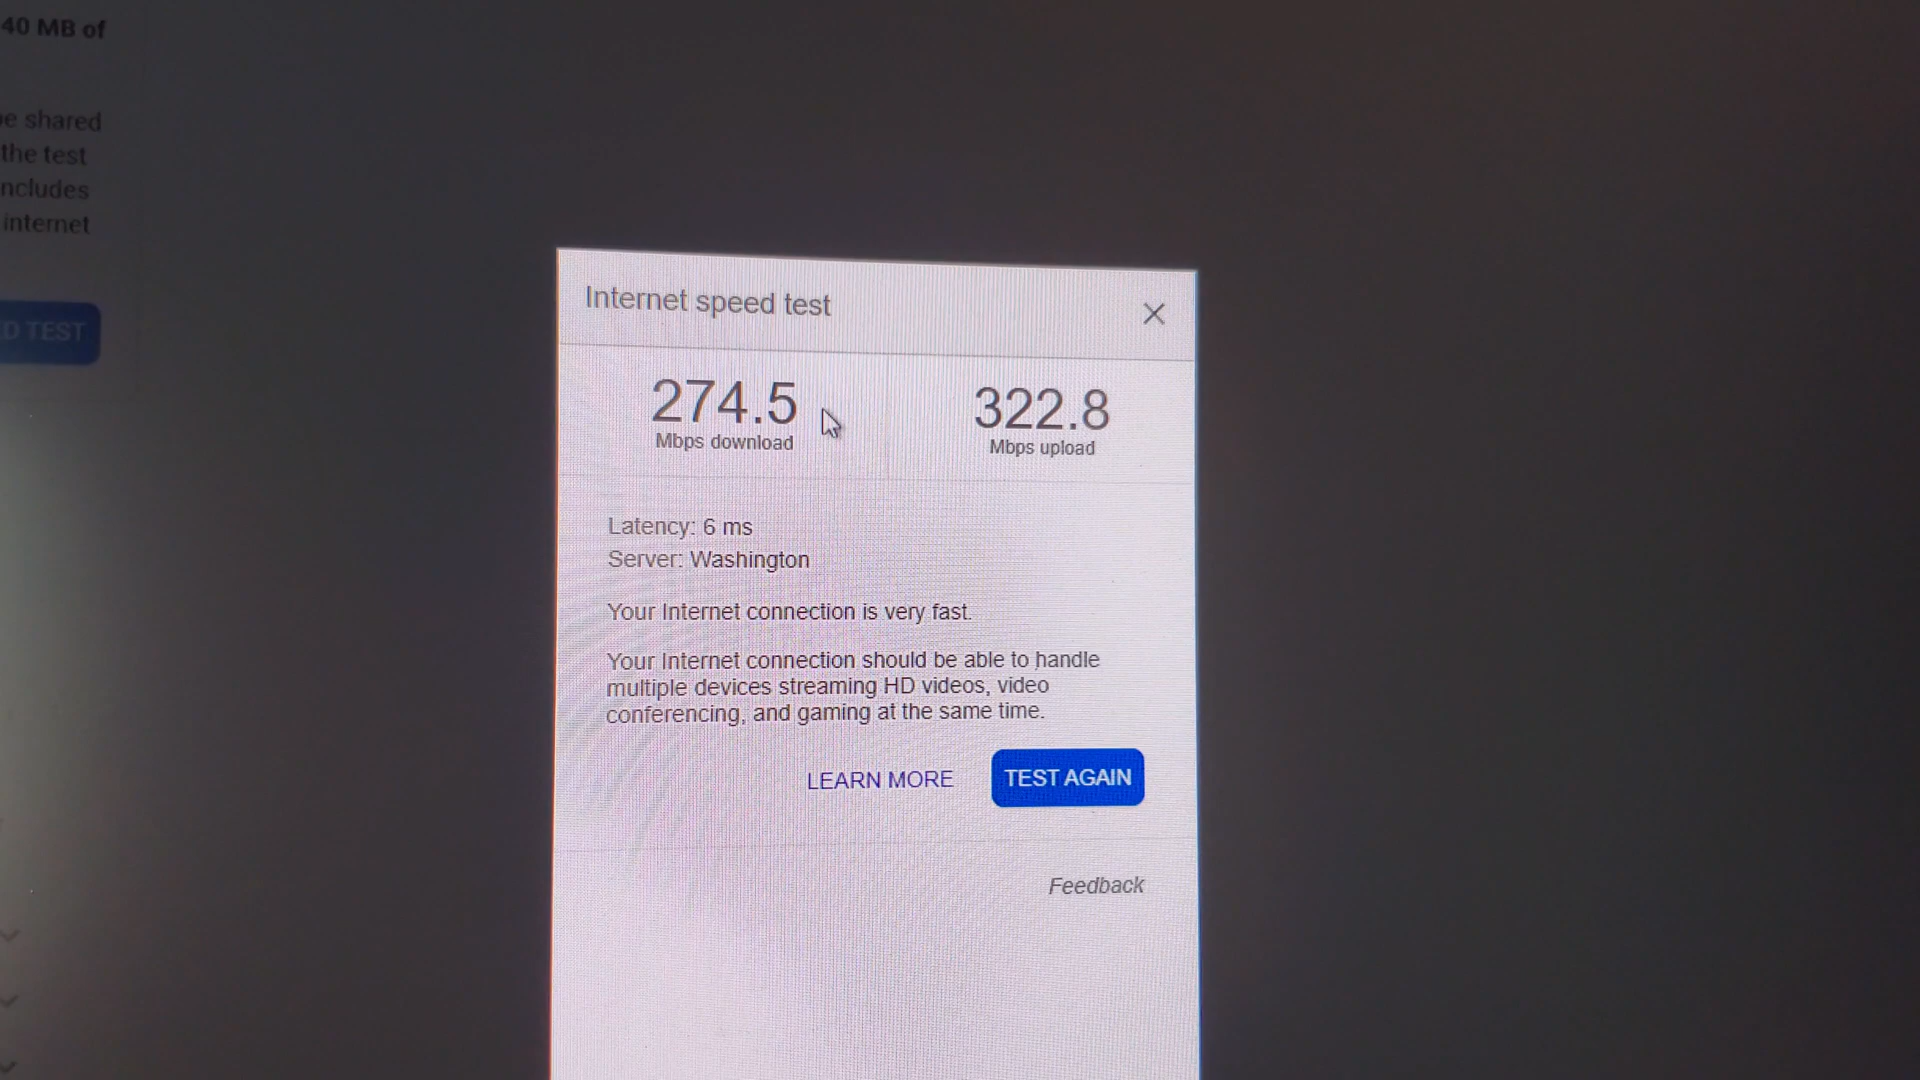 40 MB of
shared
the test
internet
TEST
Internet speed test
274.5
Mbps download
322.8
Mbps upload
Latency: 6 ms
Server: Washington
Your Internet connection is very fast.
Your Internet connection should be able to handle
multiple devices streaming HD videos, video
conferencing, and gaming at the same time.
LEARN MORE
TEST AGAIN
Feedback